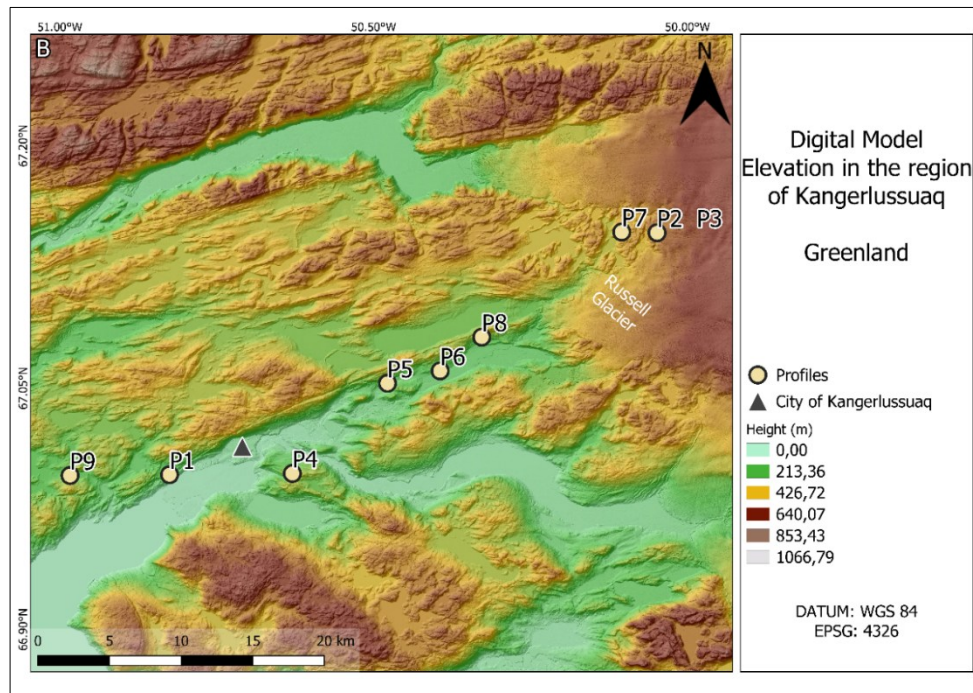 51.00°W
50.50°W
50.00°W
B
N
67.20°N
67.05°N
66.90°N
P7
P2
P3
Russell
Glacier
P8
P6
P5
P9
P1
P4
0 5 10 15 20 km
Digital Model
Elevation in the region
of Kangerlussuaq
Greenland
Profiles
City of Kangerlussuaq
Height (m)
0,00
213,36
426,72
640,07
853,43
1066,79
DATUM: WGS 84
EPSG: 4326